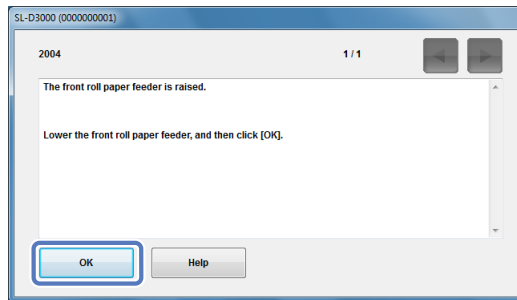 SL-D3000 (0000000001)
2004 1 / 1
The front roll paper feeder is raised.
Lower the front roll paper feeder, and then click [OK].
OK Help